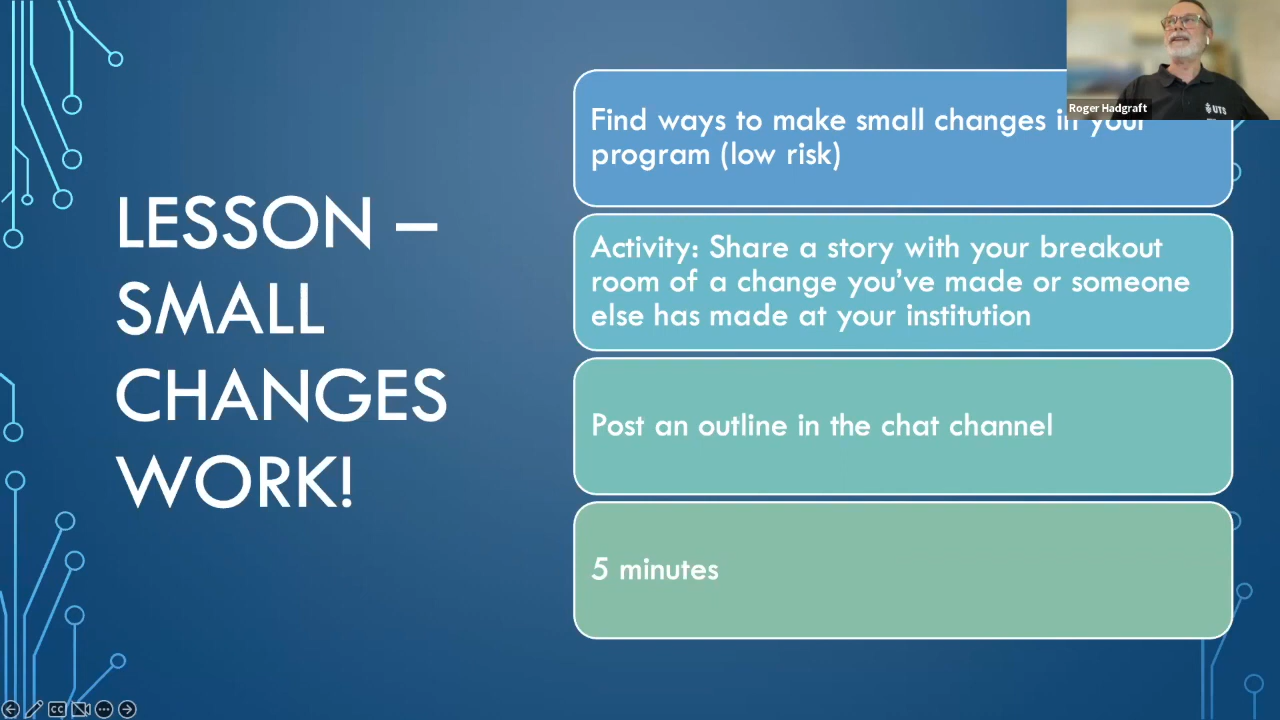 LESSON –
SMALL
CHANGES
WORK!
Find ways to make small changes in your
program (low risk)
Activity: Share a story with your breakout
room of a change you’ve made or someone
else has made at your institution
Post an outline in the chat channel
5 minutes
Roger Hadgraft
UTS
CC